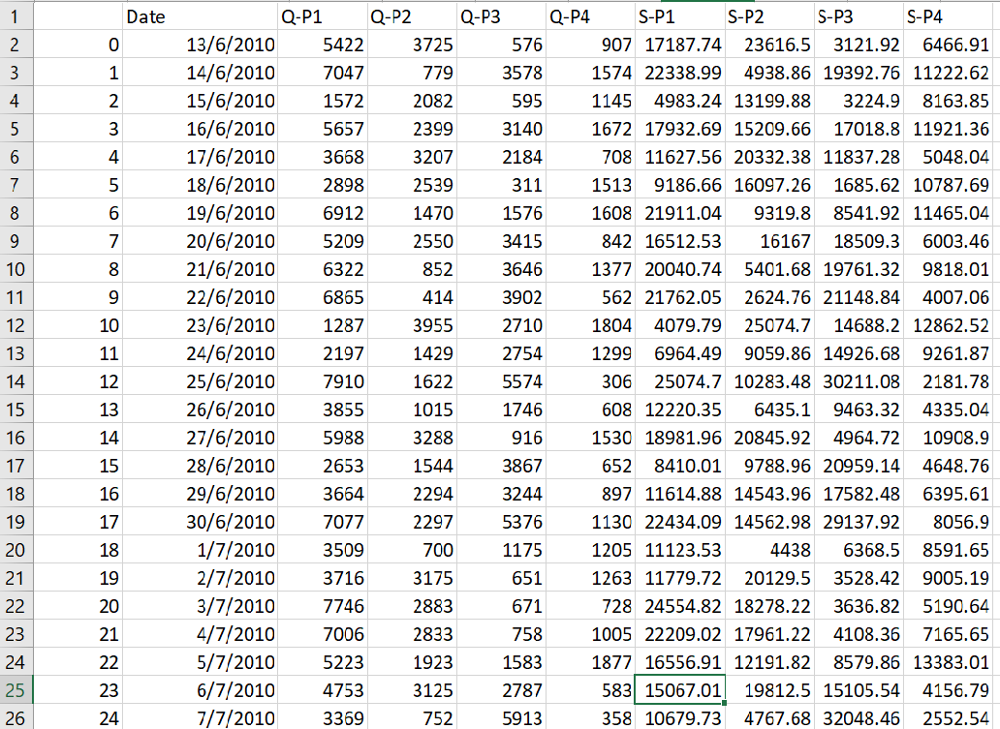 1 Date Q-P1 Q-P2 Q-P3 Q-P4 S-P1 S-P2 S-P3 S-P4
2 0 13/6/2010 5422 3725 576 907 17187.74 23616.5 3121.92 6466.91
3 1 14/6/2010 7047 779 3578 1574 22338.99 4938.86 19392.76 11222.62
4 2 15/6/2010 1572 2082 595 1145 4983.24 13199.88 3224.9 8163.85
5 3 16/6/2010 5657 2399 3140 1672 17932.69 15209.66 17018.8 11921.36
6 4 17/6/2010 3668 3207 2184 708 11627.56 20332.38 11837.28 5048.04
7 5 18/6/2010 2898 2539 311 1513 9186.66 16097.26 1685.62 10787.69
8 6 19/6/2010 6912 1470 1576 1608 21911.04 9319.8 8541.92 11465.04
9 7 20/6/2010 5209 2550 3415 842 16512.53 16167 18509.3 6003.46
10 8 21/6/2010 6322 852 3646 1377 20040.74 5401.68 19761.32 9818.01
11 9 22/6/2010 6865 414 3902 562 21762.05 2624.76 21148.84 4007.06
12 10 23/6/2010 1287 3955 2710 1804 4079.79 25074.7 14688.2 12862.52
13 11 24/6/2010 2197 1429 2754 1299 6964.49 9059.86 14926.68 9261.87
14 12 25/6/2010 7910 1622 5574 306 25074.7 10283.48 30211.08 2181.78
15 13 26/6/2010 3855 1015 1746 608 12220.35 6435.1 9463.32 4335.04
16 14 27/6/2010 5988 3288 916 1530 18981.96 20845.92 4964.72 10908.9
17 15 28/6/2010 2653 1544 3867 652 8410.01 9788.96 20959.14 4648.76
18 16 29/6/2010 3664 2294 3244 897 11614.88 14543.96 17582.48 6395.61
19 17 30/6/2010 7077 2297 5376 1130 22434.09 14562.98 29137.92 8056.9
20 18 1/7/2010 3509 700 1175 1205 11123.53 4438 6368.5 8591.65
21 19 2/7/2010 3716 3175 651 1263 11779.72 20129.5 3528.42 9005.19
22 20 3/7/2010 7746 2883 671 728 24554.82 18278.22 3636.82 5190.64
23 21 4/7/2010 7006 2833 758 1005 22209.02 17961.22 4108.36 7165.65
24 22 5/7/2010 5223 1923 1583 1877 16556.91 12191.82 8579.86 13383.01
25 23 6/7/2010 4753 3125 2787 583 15067.01 19812.5 15105.54 4156.79
26 24 7/7/2010 3369 752 5913 358 10679.73 4767.68 32048.46 2552.54